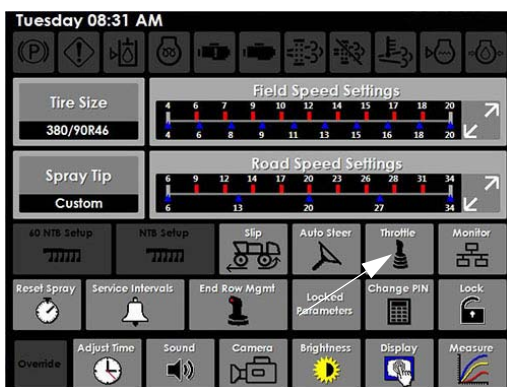 Tuesday 08:31 AM
Tire Size
380/90R46
Field Speed Settings
4 6 7 9 10 12 14 15 17 18 20
4 6 8 9 11 13 15 16 18 20
Spray Tip
Custom
Road Speed Settings
6 9 12 14 17 20 23 26 28 31 34
6 13 20 27 34
60 NTB Setup
NTB Setup
Slip
Auto Steer
Throttle
Monitor
Reset Spray
Service Intervals
End Row Mgmt
Locked
Parameters
Change PIN
Lock
Override
Adjust Time
Sound
Camera
Brightness
Display
Measure